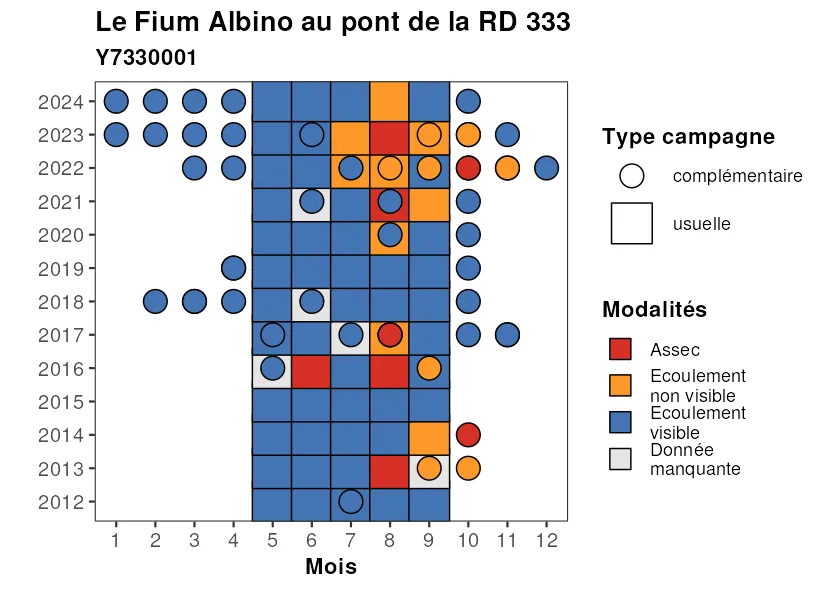 Le Fium Albino au pont de la RD 333
Y7330001
2024
2023
2022
2021
2020
2019
2018
2017
2016
2015
2014
2013
2012
1 2 3 4 5 6 7 8 9 10 11 12
Mois
Type campagne
complémentaire
usuelle
Modalités
Assec
Ecoulement
non visible
Ecoulement
visible
Donnée
manquante